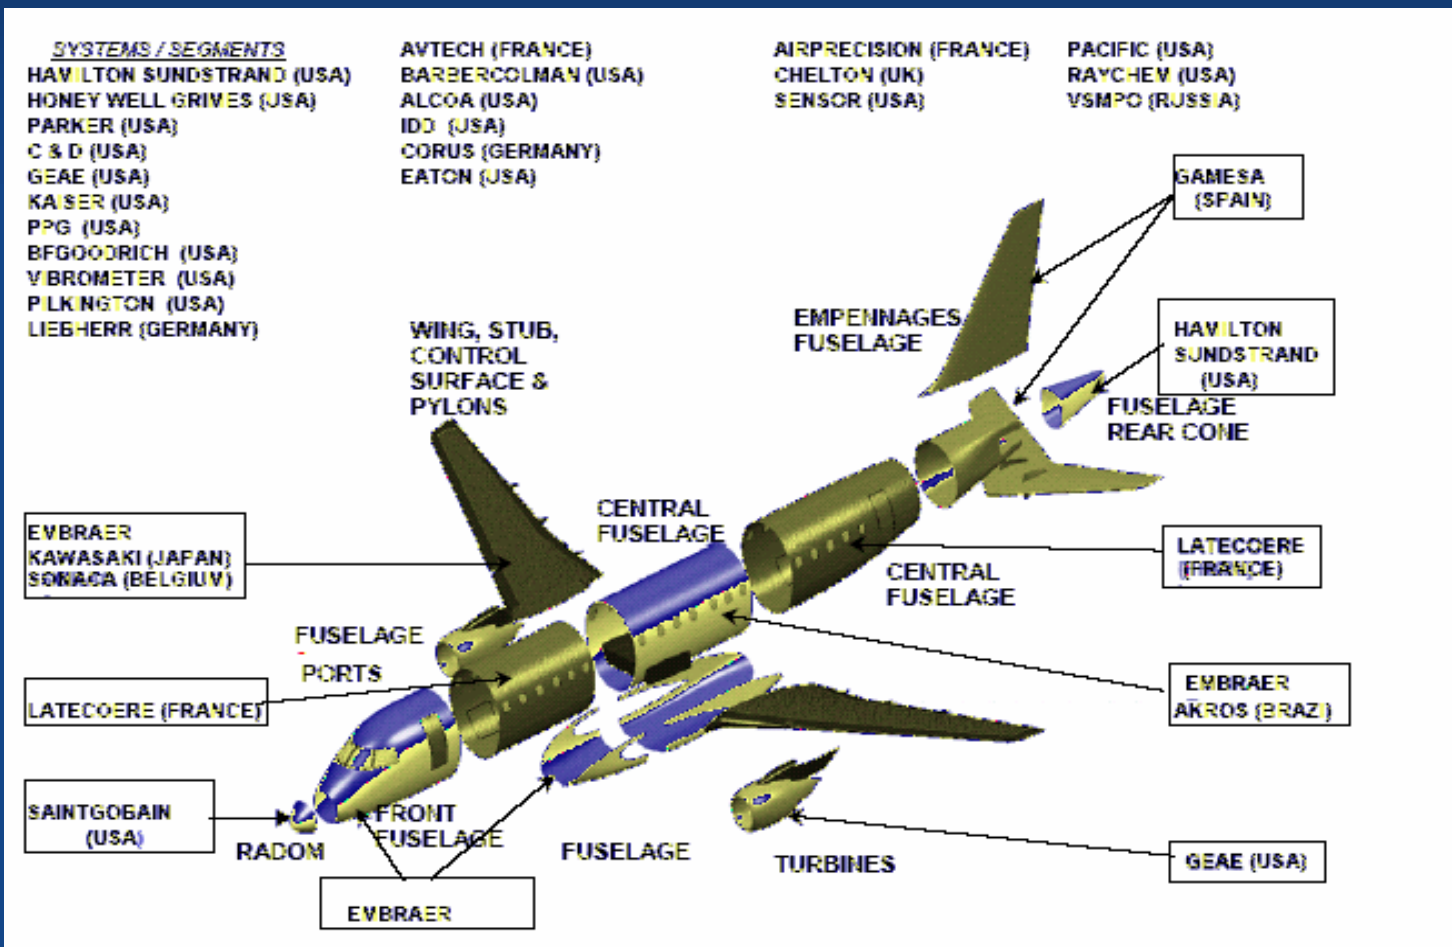 SYSTEMS / SEGMENTS
HAMILTON SUNDSTRAND (USA)
HONEY WELL GRIMES (USA)
PARKER (USA)
C & D (USA)
GEAE (USA)
KAISER (USA)
PPG (USA)
BFGOODRICH (USA)
VIBROMETER (USA)
PILKINGTON (USA)
LIEBHERR (GERMANY)
AVTECH (FRANCE)
BARBERCOLMAN (USA)
ALCOA (USA)
IDD (USA)
CORUS (GERMANY)
EATON (USA)
AIRPRECISION (FRANCE)
CHELTON (UK)
SENSOR (USA)
PACIFIC (USA)
RAYCHEM (USA)
VSMPO (RUSSIA)
GAMESA
(SPAIN)
EMPENNAGES
FUSELAGE
HAMILTON
SUNDSTRAND
(USA)
FUSELAGE
REAR CONE
WING, STUB,
CONTROL
SURFACE &
PYLONS
CENTRAL
FUSELAGE
EMBRAER
KAWASAKI (JAPAN)
SONACA (BELGIUM)
LATECOERE
(FRANCE)
CENTRAL
FUSELAGE
FUSELAGE
PORTS
LATECOERE (FRANCE)
EMBRAER
AKROS (BRAZI)
SAINTGOBAIN
(USA)
RADOM
FRONT
FUSELAGE
FUSELAGE
TURBINES
GEAE (USA)
EMBRAER